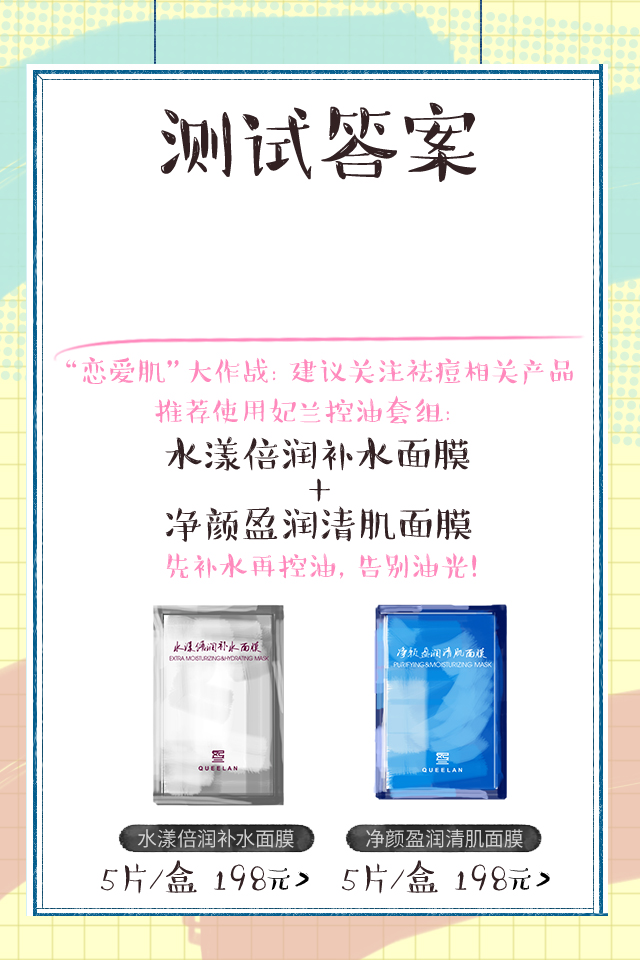 测试答案
“恋爱肌”大作战: 建议关注祛痘相关产品
推荐使用妃兰控油套组:
水漾倍润补水面膜
+
净颜盈润清肌面膜
先补水再控油, 告别油光!
水漾倍润补水面膜
EXTRA MOISTURIZING&HYDRATING MASK
QUEELAN
净颜盈润清肌面膜
PURIFYING&MOISTURIZING MASK
QUEELAN
水漾倍润补水面膜
净颜盈润清肌面膜
5片/盒 198元>
5片/盒 198元>